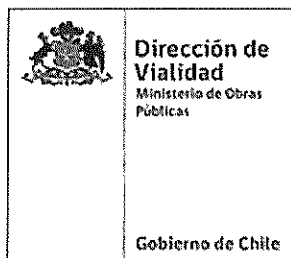 Dirección de
Vialidad
Ministerio de Obras
Públicas
Gobierno de Chile